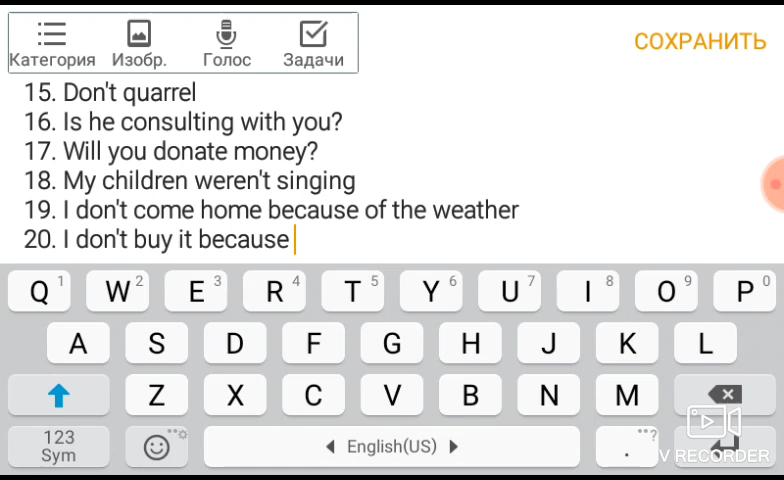 СОХРАНИТЬ
Категория Изобр. Голос Задачи
15. Don't quarrel
16. Is he consulting with you?
17. Will you donate money?
18. My children weren't singing
19. I don't come home because of the weather
20. I don't buy it because
Q 1 W 2 E 3 R 4 T 5 Y 6 U 7 I 8 O 9 P 0
A S D F G H J K L
Z X C V B N M
123 English(US) . ?
Sym
V RECORDER